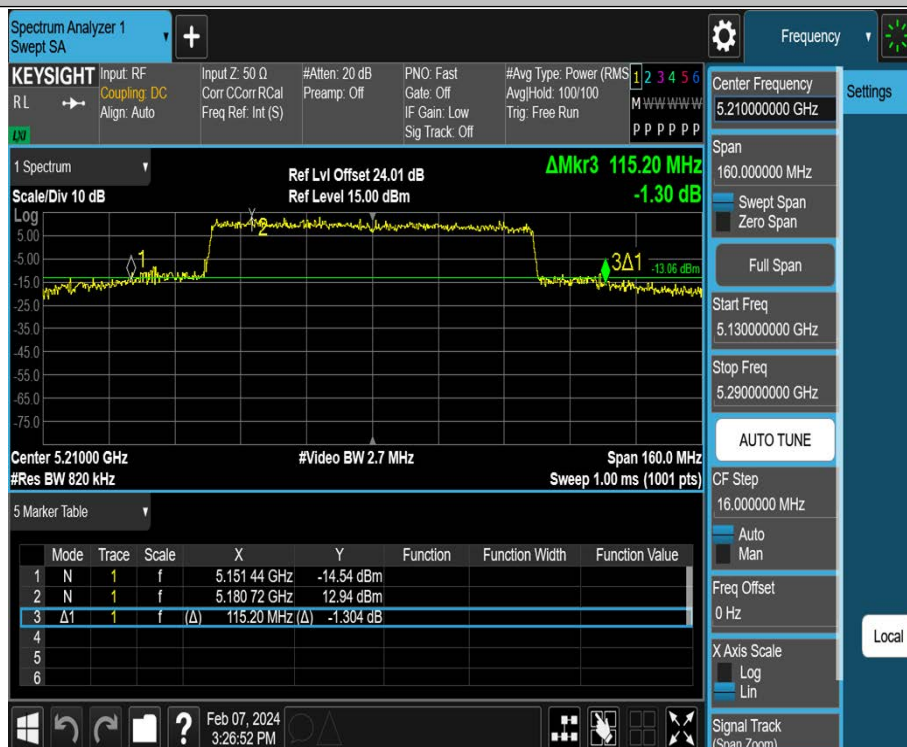 Spectrum Analyzer 1
Swept SA
+
Frequency
KEYSIGHT
RL
LXI
Input: RF
Coupling: DC
Align: Auto
Input Z: 50 Ω
Corr CCorr RCal
Freq Ref: Int (S)
#Atten: 20 dB
Preamp: Off
PNO: Fast
Gate: Off
IF Gain: Low
Sig Track: Off
#Avg Type: Power (RMS
Avg|Hold: 100/100
Trig: Free Run
1 2 3 4 5 6
M W W W W W
P P P P P P
1 Spectrum
Scale/Div 10 dB
Ref Lvl Offset 24.01 dB
Ref Level 15.00 dBm
ΔMkr3 115.20 MHz
-1.30 dB
Log
5.00
-5.00
-15.0
-25.0
-35.0
-45.0
-55.0
-65.0
-75.0
1
2
3Δ1
-13.06 dBm
Center 5.21000 GHz
#Video BW 2.7 MHz
Span 160.0 MHz
#Res BW 820 kHz
Sweep 1.00 ms (1001 pts)
5 Marker Table
Mode Trace Scale X Y Function Function Width Function Value
1 N 1 f 5.151 44 GHz -14.54 dBm
2 N 1 f 5.180 72 GHz 12.94 dBm
3 Δ1 1 f (Δ) 115.20 MHz (Δ) -1.304 dB
4
5
6
?
Feb 07, 2024
3:26:52 PM
Center Frequency
5.210000000 GHz
Settings
Span
160.000000 MHz
Swept Span
Zero Span
Full Span
Start Freq
5.130000000 GHz
Stop Freq
5.290000000 GHz
AUTO TUNE
CF Step
16.000000 MHz
Auto
Man
Freq Offset
0 Hz
Local
X Axis Scale
Log
Lin
Signal Track
(Span Zoom)